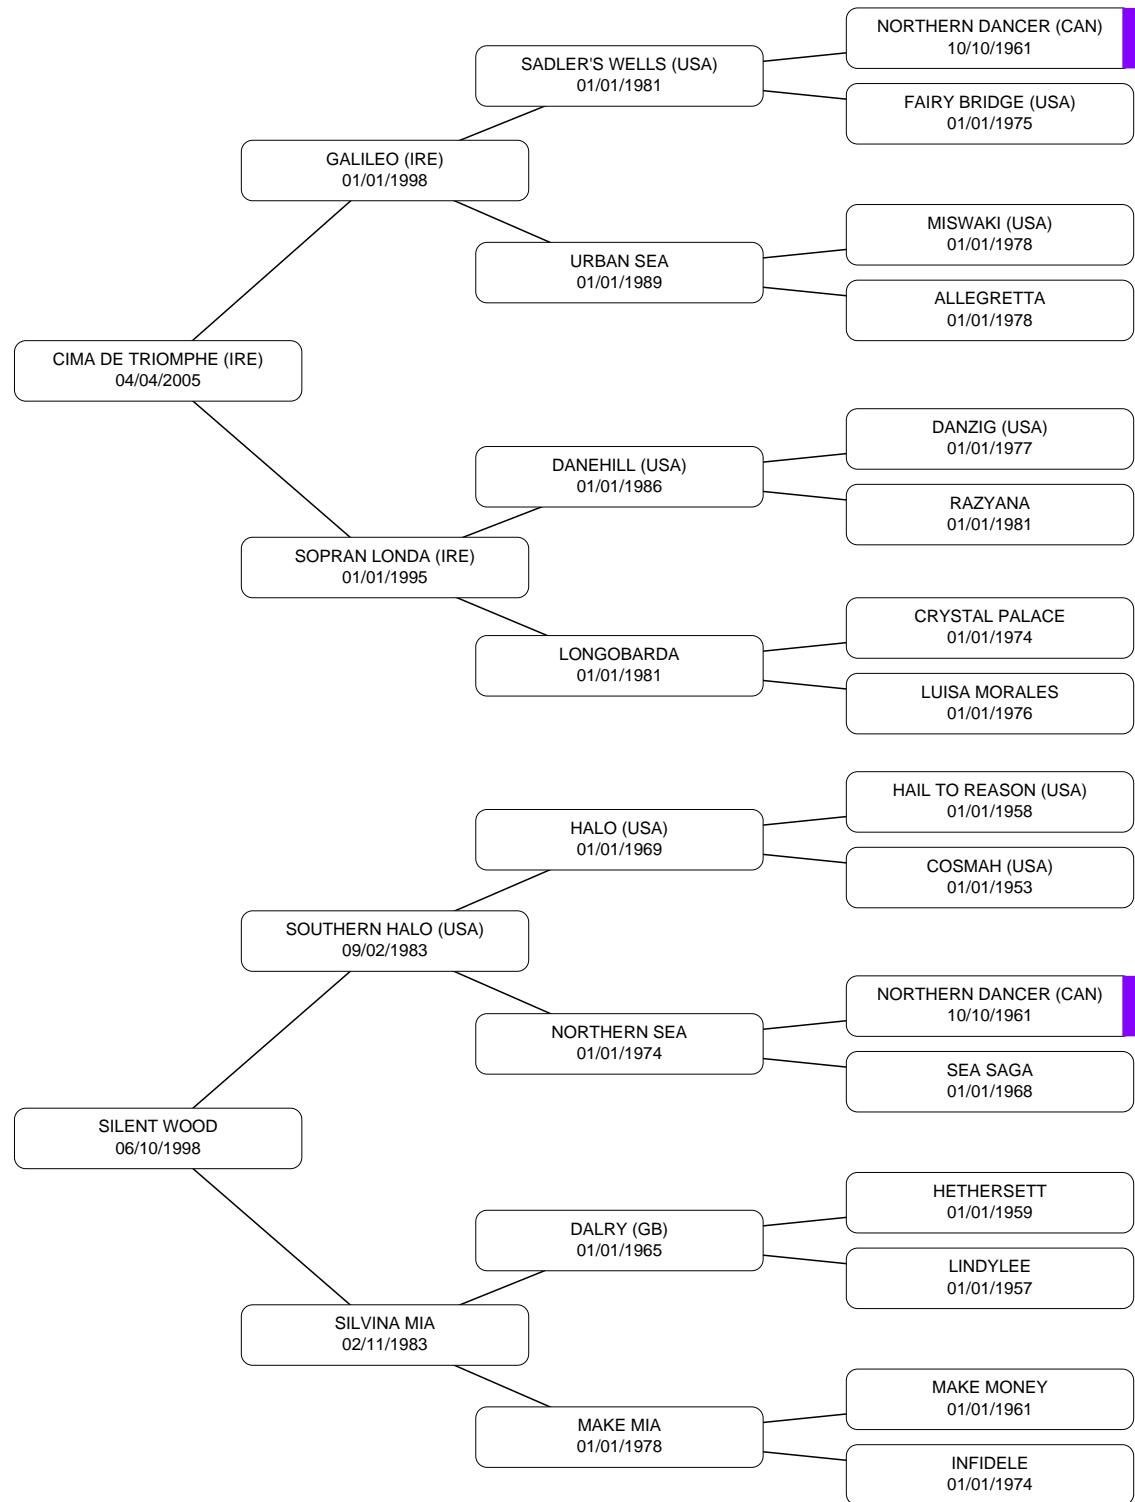 NORTHERN DANCER (CAN)
10/10/1961
SADLER'S WELLS (USA)
01/01/1981
FAIRY BRIDGE (USA)
01/01/1975
GALILEO (IRE)
01/01/1998
MISWAKI (USA)
01/01/1978
URBAN SEA
01/01/1989
ALLEGRETTA
01/01/1978
CIMA DE TRIOMPHE (IRE)
04/04/2005
DANZIG (USA)
01/01/1977
DANEHILL (USA)
01/01/1986
RAZYANA
01/01/1981
SOPRAN LONDA (IRE)
01/01/1995
CRYSTAL PALACE
01/01/1974
LONGOBARDA
01/01/1981
LUISA MORALES
01/01/1976
HAIL TO REASON (USA)
01/01/1958
HALO (USA)
01/01/1969
COSMAH (USA)
01/01/1953
SOUTHERN HALO (USA)
09/02/1983
NORTHERN DANCER (CAN)
10/10/1961
NORTHERN SEA
01/01/1974
SEA SAGA
01/01/1968
SILENT WOOD
06/10/1998
HETHERSETT
01/01/1959
DALRY (GB)
01/01/1965
LINDYLEE
01/01/1957
SILVINA MIA
02/11/1983
MAKE MONEY
01/01/1961
MAKE MIA
01/01/1978
INFIDELE
01/01/1974